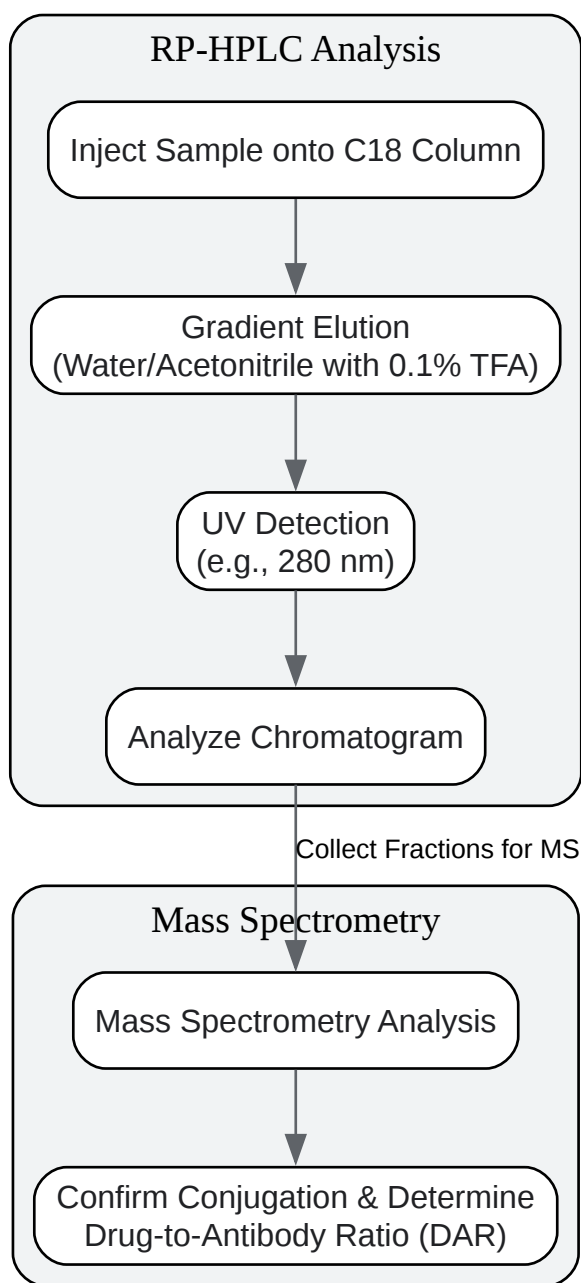 RP-HPLC Analysis
Inject Sample onto C18 Column
Gradient Elution
(Water/Acetonitrile with 0.1% TFA)
UV Detection
(e.g., 280 nm)
Analyze Chromatogram
Collect Fractions for MS
Mass Spectrometry
Mass Spectrometry Analysis
Confirm Conjugation & Determine
Drug-to-Antibody Ratio (DAR)